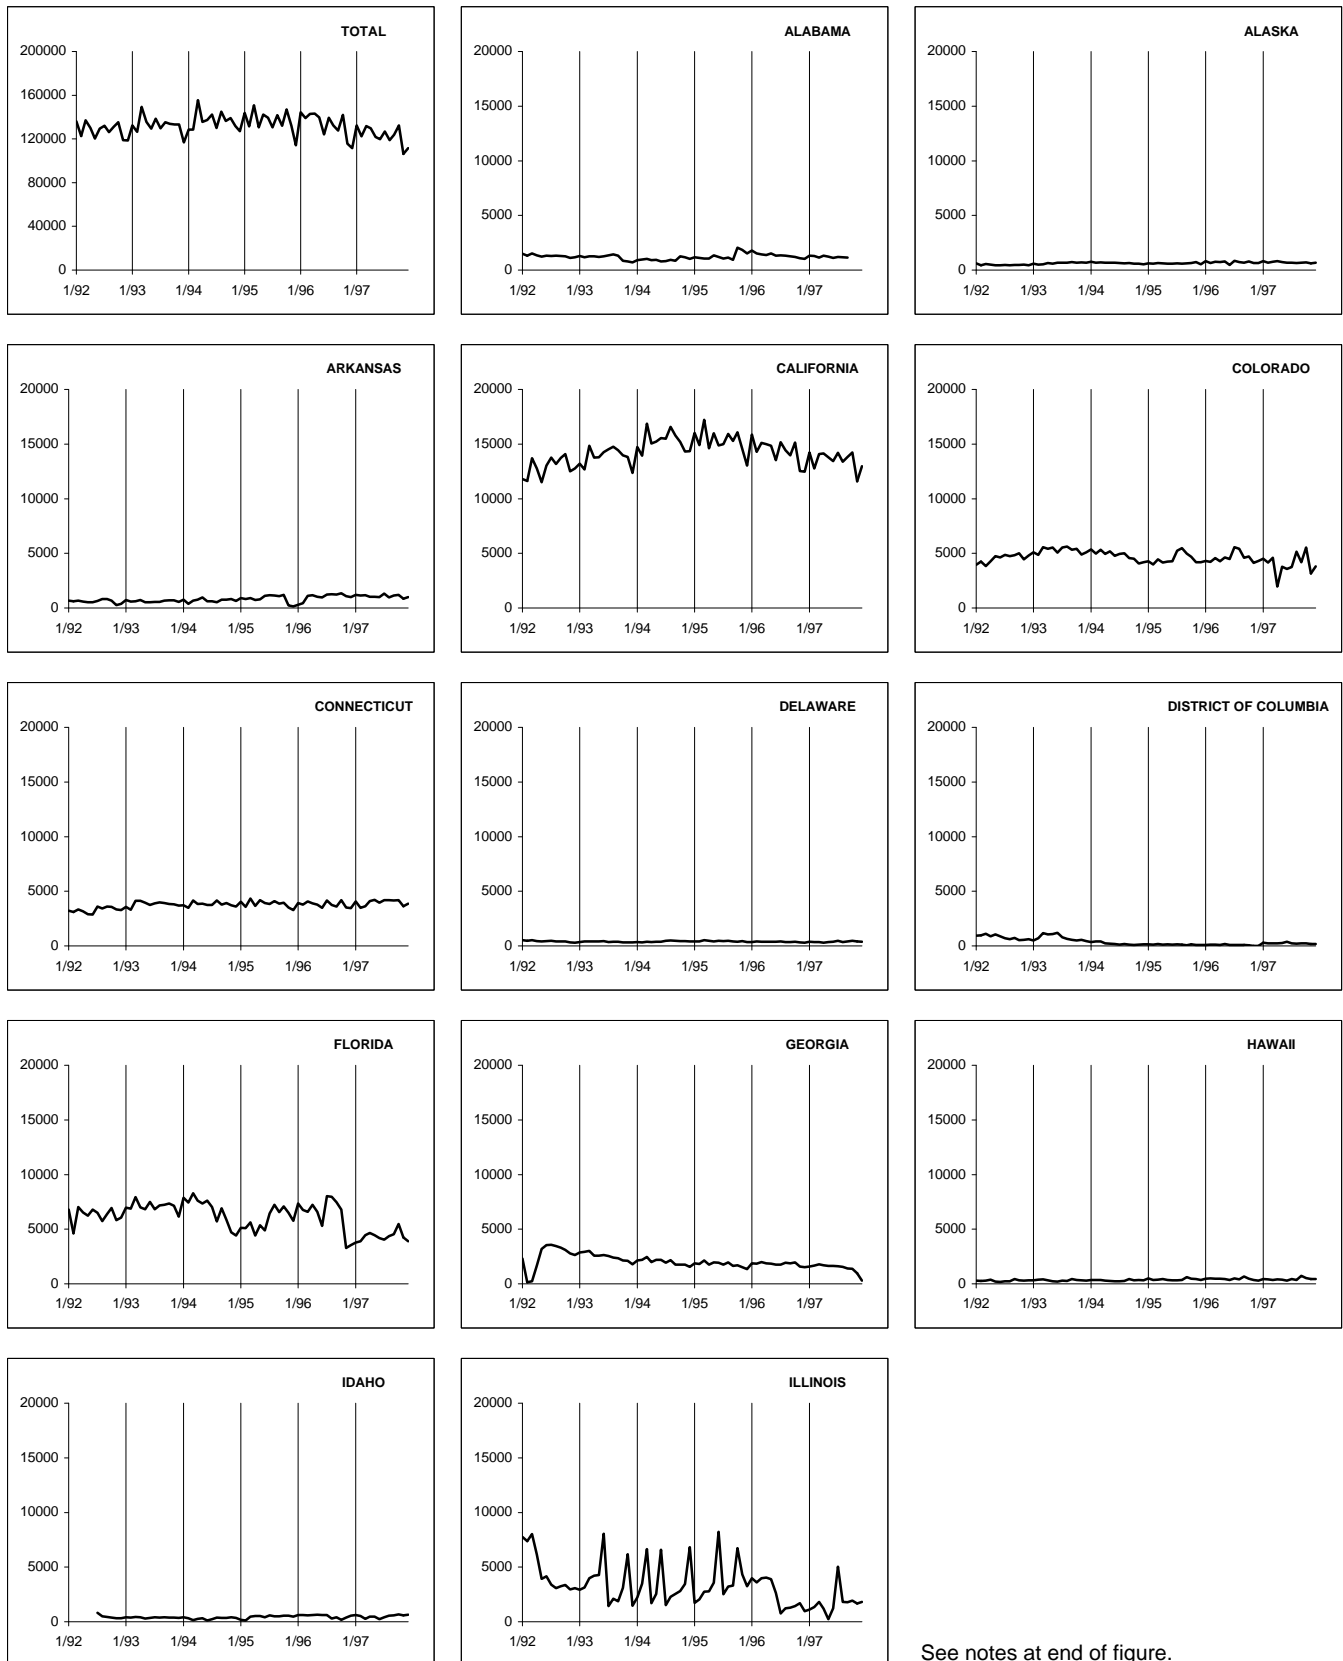 TOTAL
200000
160000
120000
80000
40000
0
1/92 1/93 1/94 1/95 1/96 1/97
ALABAMA
20000
15000
10000
5000
0
1/92 1/93 1/94 1/95 1/96 1/97
ALASKA
20000
15000
10000
5000
0
1/92 1/93 1/94 1/95 1/96 1/97
ARKANSAS
20000
15000
10000
5000
0
1/92 1/93 1/94 1/95 1/96 1/97
CALIFORNIA
20000
15000
10000
5000
0
1/92 1/93 1/94 1/95 1/96 1/97
COLORADO
20000
15000
10000
5000
0
1/92 1/93 1/94 1/95 1/96 1/97
CONNECTICUT
20000
15000
10000
5000
0
1/92 1/93 1/94 1/95 1/96 1/97
DELAWARE
20000
15000
10000
5000
0
1/92 1/93 1/94 1/95 1/96 1/97
DISTRICT OF COLUMBIA
20000
15000
10000
5000
0
1/92 1/93 1/94 1/95 1/96 1/97
FLORIDA
20000
15000
10000
5000
0
1/92 1/93 1/94 1/95 1/96 1/97
GEORGIA
20000
15000
10000
5000
0
1/92 1/93 1/94 1/95 1/96 1/97
HAWAII
20000
15000
10000
5000
0
1/92 1/93 1/94 1/95 1/96 1/97
IDAHO
20000
15000
10000
5000
0
1/92 1/93 1/94 1/95 1/96 1/97
ILLINOIS
20000
15000
10000
5000
0
1/92 1/93 1/94 1/95 1/96 1/97
See notes at end of figure.